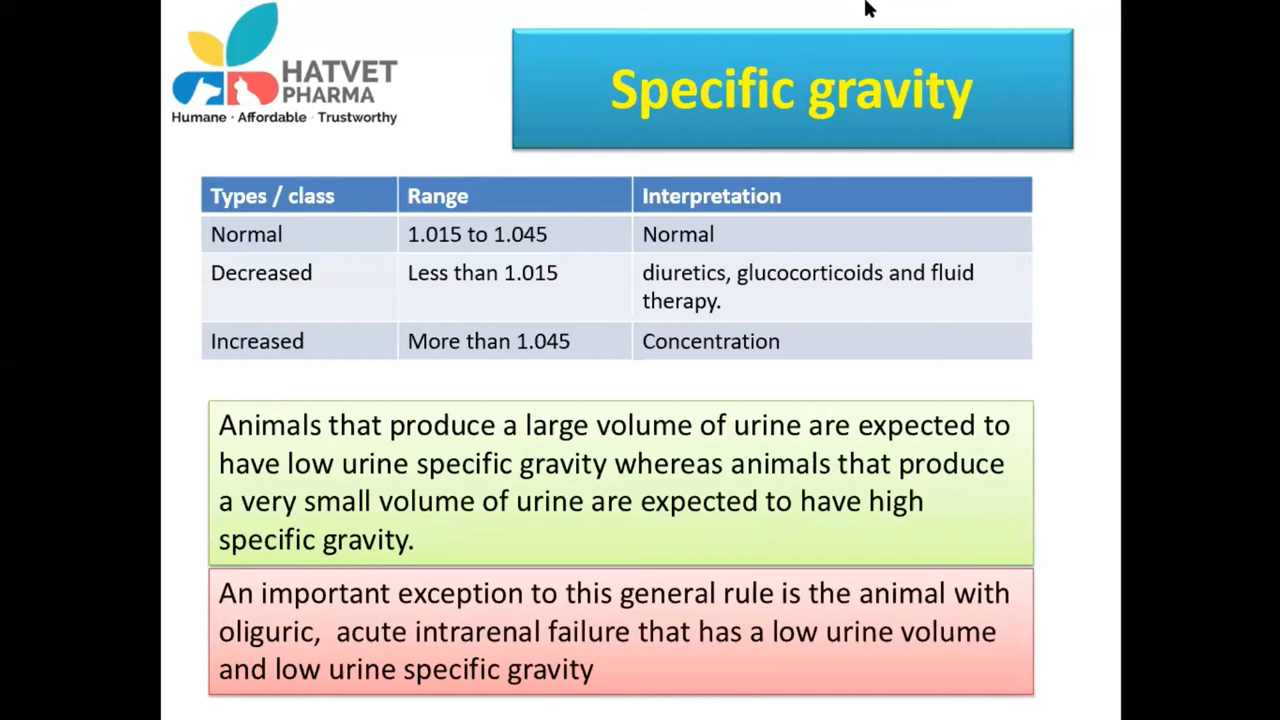 HATVET
PHARMA
Humane · Affordable · Trustworthy
Specific gravity
Types / class Range Interpretation
Normal 1.015 to 1.045 Normal
Decreased Less than 1.015 diuretics, glucocorticoids and fluid
therapy.
Increased More than 1.045 Concentration
Animals that produce a large volume of urine are expected to
have low urine specific gravity whereas animals that produce
a very small volume of urine are expected to have high
specific gravity.
An important exception to this general rule is the animal with
oliguric, acute intrarenal failure that has a low urine volume
and low urine specific gravity